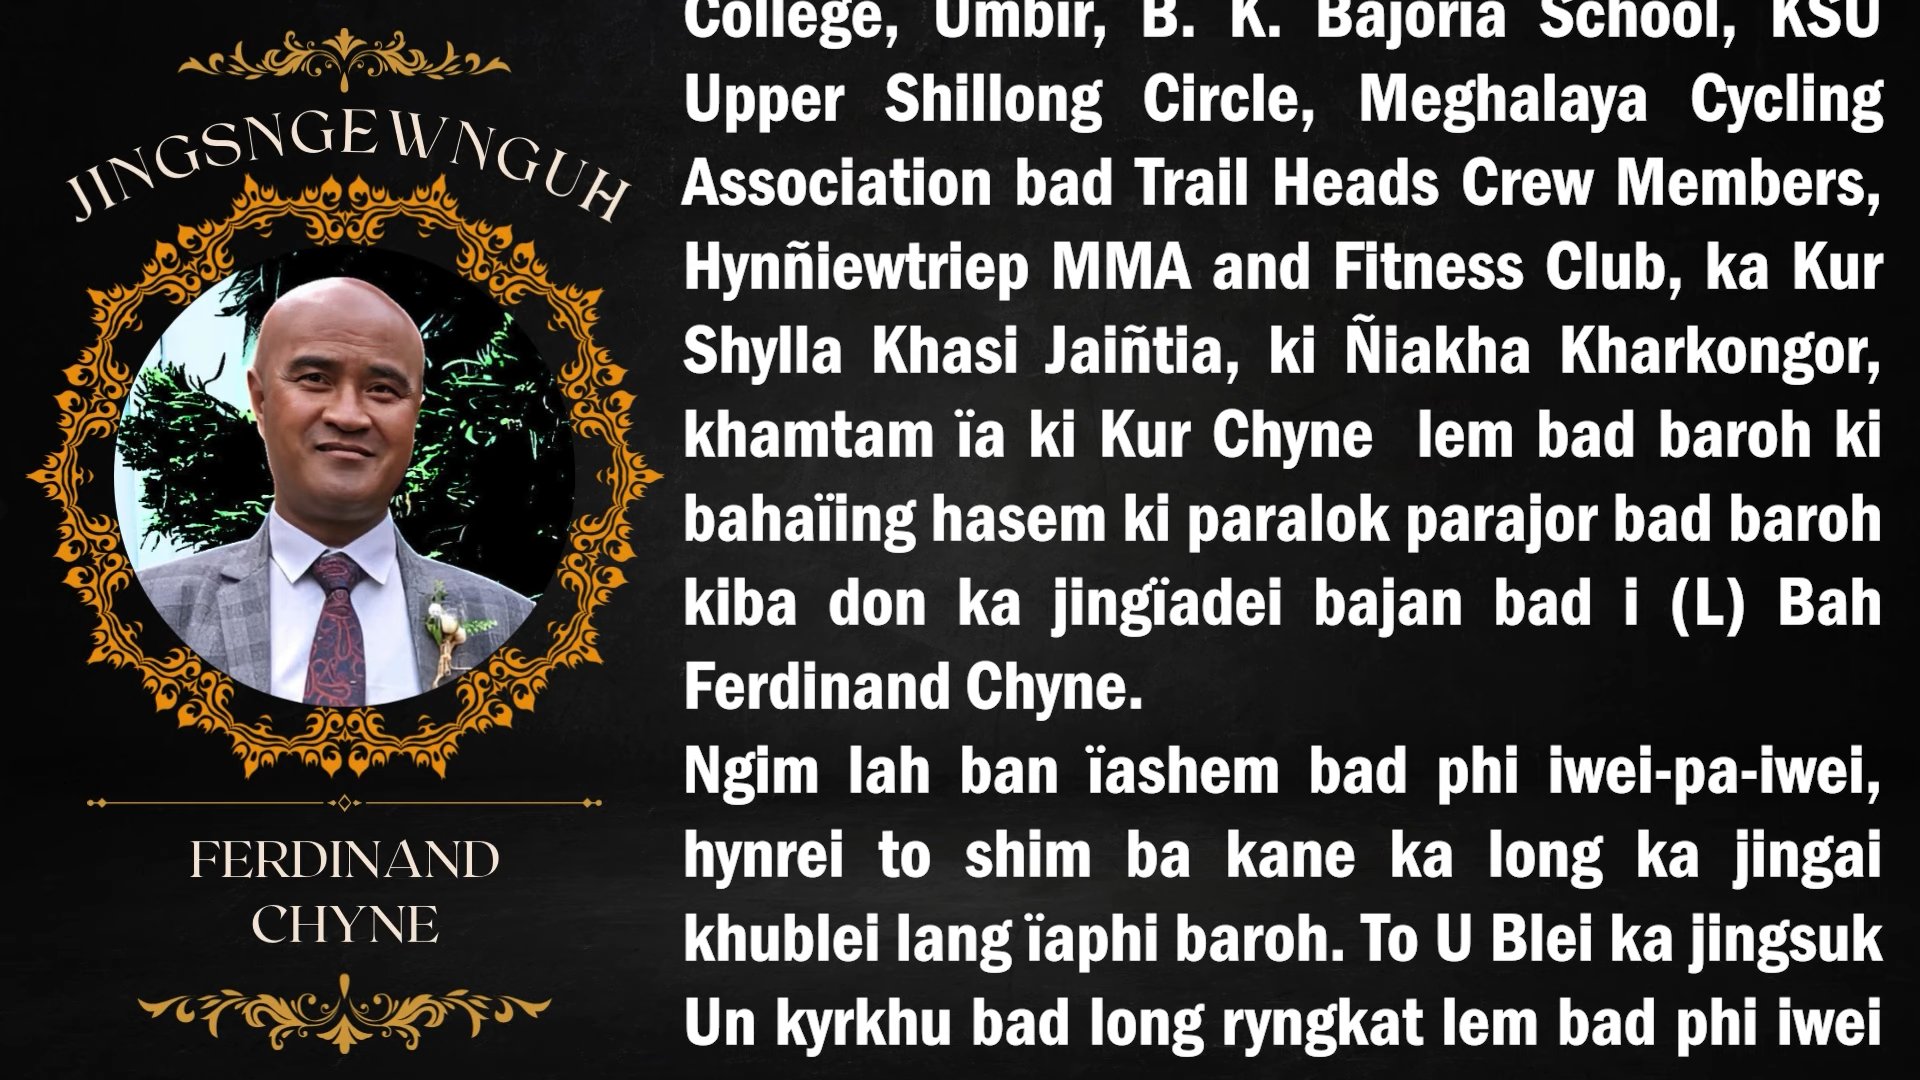 JINGSNGEWNGUH
FERDINAND
CHYNE
College, Umbir, B. K. Bajoria School, KSU
Upper Shillong Circle, Meghalaya Cycling
Association bad Trail Heads Crew Members,
Hynñiewtriep MMA and Fitness Club, ka Kur
Shylla Khasi Jaiñtia, ki Ñiakha Kharkongor,
khamtam ïa ki Kur Chyne lem bad baroh ki
bahaïing hasem ki paralok parajor bad baroh
kiba don ka jingïadei bajan bad i (L) Bah
Ferdinand Chyne.
Ngim lah ban ïashem bad phi iwei-pa-iwei,
hynrei to shim ba kane ka long ka jingai
khublei lang ïaphi baroh. To U Blei ka jingsuk
Un kyrkhu bad long ryngkat lem bad phi iwei